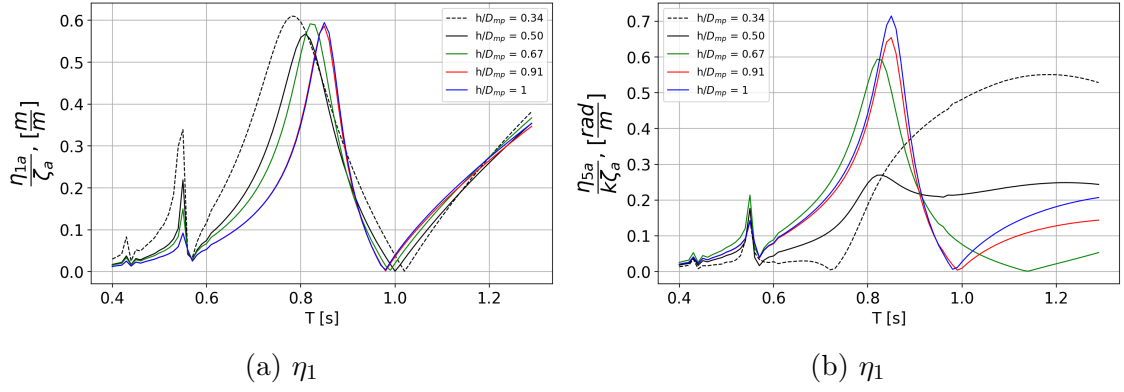 η1a/ζa, [m/m]
0.6
0.5
0.4
0.3
0.2
0.1
0.0
0.4 0.6 0.8 1.0 1.2
T [s]
h/Dmp = 0.34
h/Dmp = 0.50
h/Dmp = 0.67
h/Dmp = 0.91
h/Dmp = 1
(a) η1
η5a/kζa, [rad/m]
0.7
0.6
0.5
0.4
0.3
0.2
0.1
0.0
0.4 0.6 0.8 1.0 1.2
T [s]
h/Dmp = 0.34
h/Dmp = 0.50
h/Dmp = 0.67
h/Dmp = 0.91
h/Dmp = 1
(b) η1